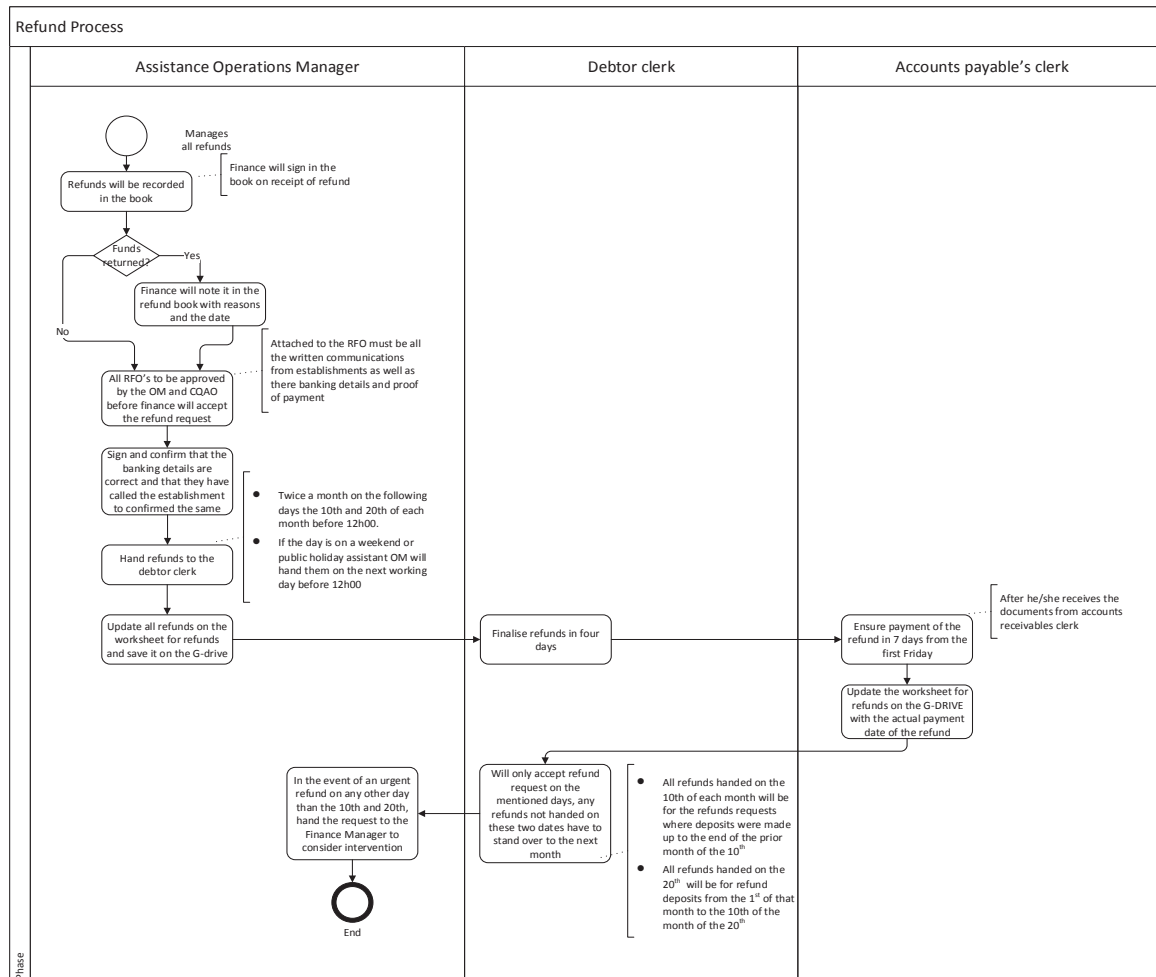 Refund Process
Assistance Operations Manager
Debtor clerk
Accounts payable's clerk
Manages
all refunds
Finance will sign in the
book on receipt of refund
Refunds will be recorded
in the book
Funds
returned?
Yes
No
Finance will note it in the
refund book with reasons
and the date
Attached to the RFO must be all
the written communications
from establishments as well as
there banking details and proof
of payment
All RFO's to be approved
by the OM and CQAO
before finance will accept
the refund request
Sign and confirm that the
banking details are
correct and that they have
called the establishment
to confirmed the same
● Twice a month on the following
days the 10th and 20th of each
month before 12h00.
● If the day is on a weekend or
public holiday assistant OM will
hand them on the next working
day before 12h00
Hand refunds to the
debtor clerk
Update all refunds on the
worksheet for refunds
and save it on the G-drive
Finalise refunds in four
days
Ensure payment of the
refund in 7 days from the
first Friday
After he/she receives the
documents from accounts
receivables clerk
Update the worksheet for
refunds on the G-DRIVE
with the actual payment
date of the refund
Will only accept refund
request on the
mentioned days, any
refunds not handed on
these two dates have to
stand over to the next
month
● All refunds handed on the
10th of each month will be
for the refunds requests
where deposits were made
up to the end of the prior
month of the 10th
● All refunds handed on the
20th will be for refund
deposits from the 1st of that
month to the 10th of the
month of the 20th
In the event of an urgent
refund on any other day
than the 10th and 20th,
hand the request to the
Finance Manager to
consider intervention
End
Phase